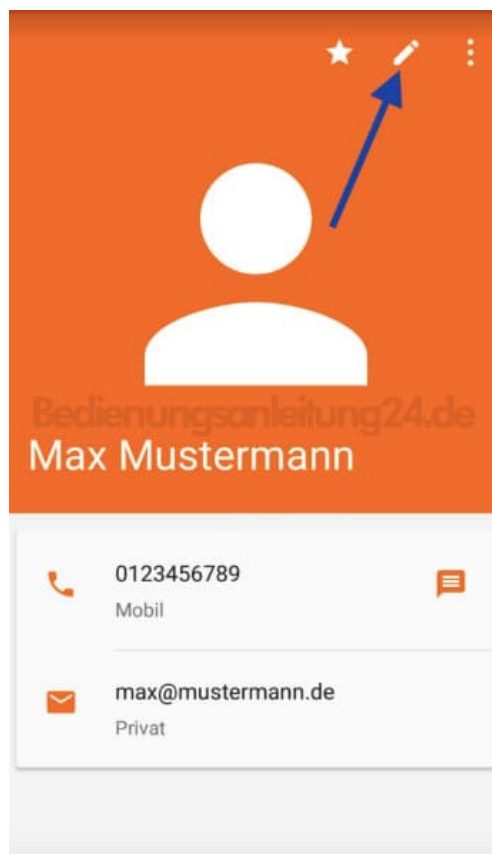 Bedienungsanleitung24.de
Max Mustermann
0123456789
Mobil
max@mustermann.de
Privat